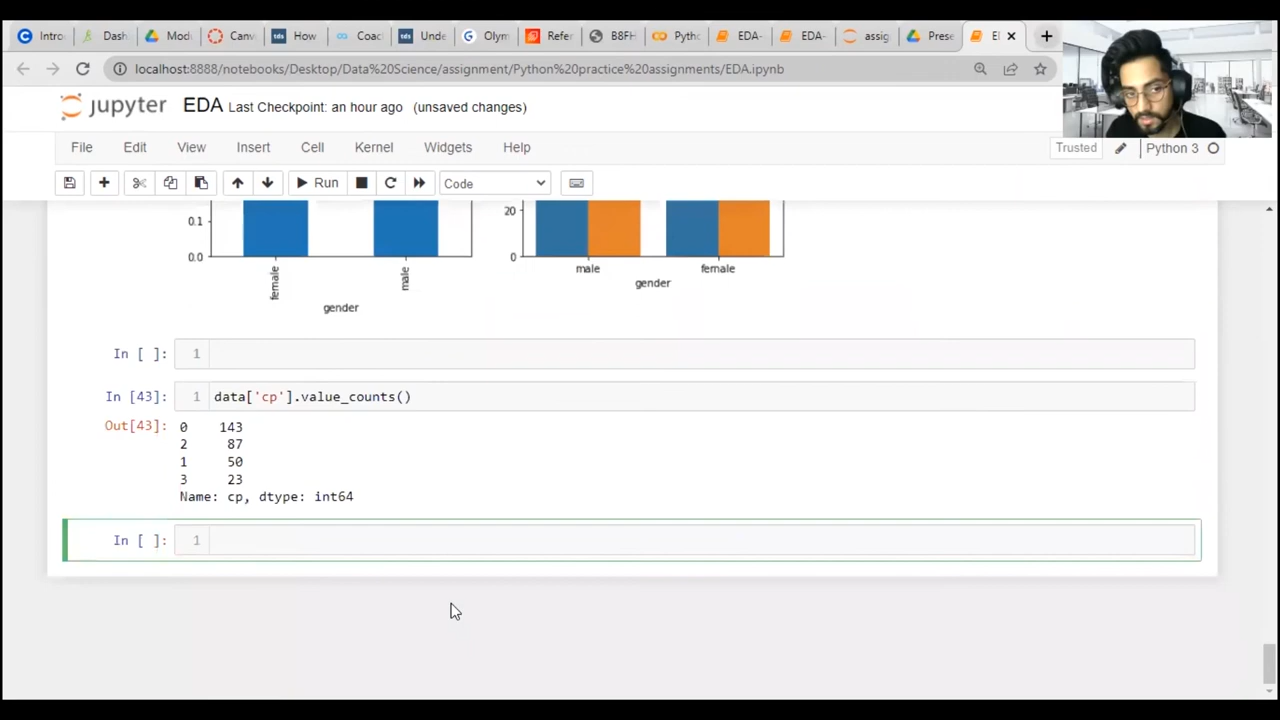 Intro Dash Mod Canv How Coac Unde Olym Refer B8FH Pytho EDA- EDA- assig Prese
localhost:8888/notebooks/Desktop/Data%20Science/assignment/Python%20practice%20assignments/EDA.ipynb
jupyter EDA Last Checkpoint: an hour ago (unsaved changes)
File Edit View Insert Cell Kernel Widgets Help Trusted Python 3
Run Code
0.1 20
0.0 0
female male male female
gender
gender
In [ ]: 1
In [43]: 1 data['cp'].value_counts()
Out[43]: 0 143
2 87
1 50
3 23
Name: cp, dtype: int64
In [ ]: 1